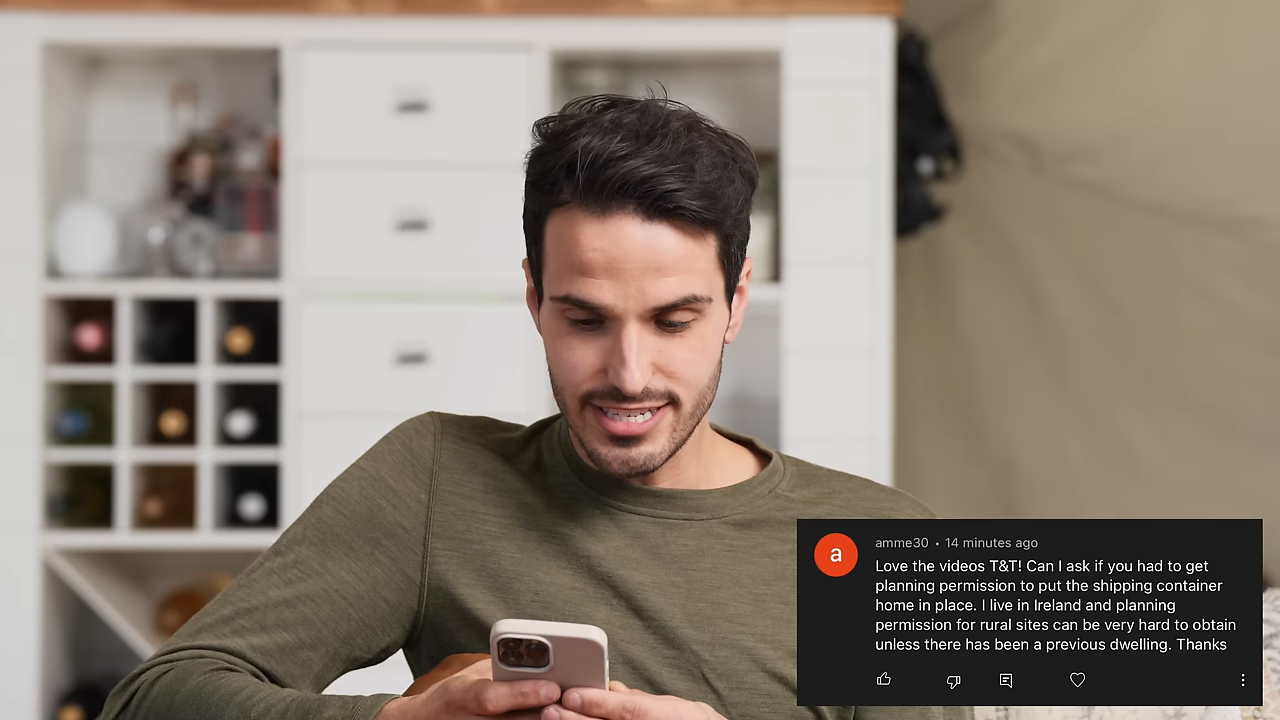 a
amme30 • 14 minutes ago
Love the videos T&T! Can I ask if you had to get
planning permission to put the shipping container
home in place. I live in Ireland and planning
permission for rural sites can be very hard to obtain
unless there has been a previous dwelling. Thanks